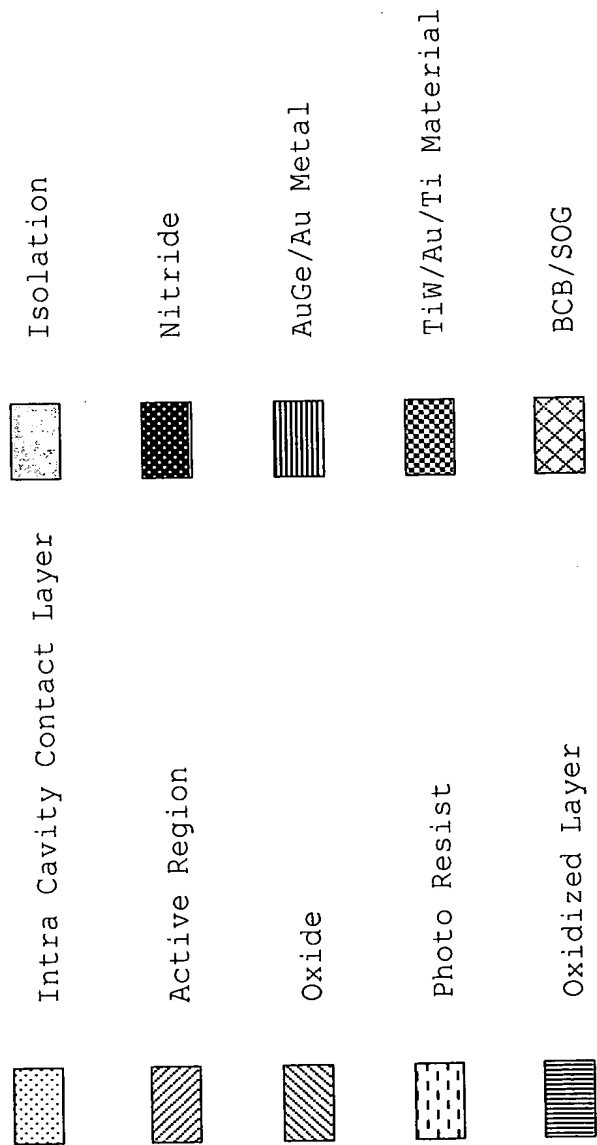 Intra Cavity Contact Layer
Isolation
Active Region
Nitride
Oxide
AuGe/Au Metal
Photo Resist
TiW/Au/Ti Material
Oxidized Layer
BCB/SOG